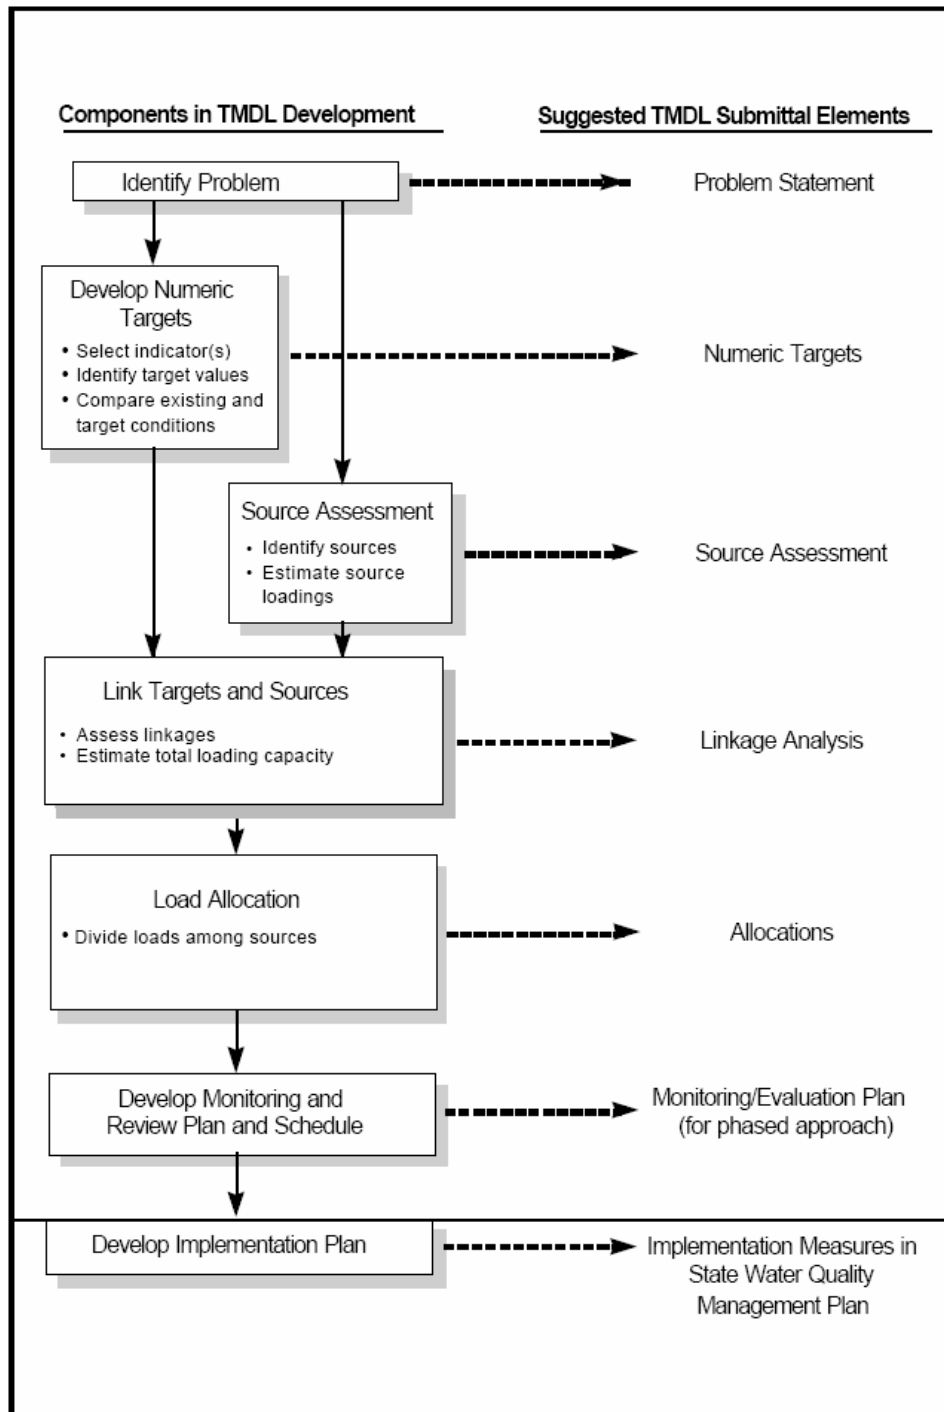 Components in TMDL Development
Suggested TMDL Submittal Elements
Identify Problem
Problem Statement
Develop Numeric
Targets
• Select indicator(s)
• Identify target values
• Compare existing and
target conditions
Numeric Targets
Source Assessment
• Identify sources
• Estimate source
loadings
Source Assessment
Link Targets and Sources
• Assess linkages
• Estimate total loading capacity
Linkage Analysis
Load Allocation
• Divide loads among sources
Allocations
Develop Monitoring and
Review Plan and Schedule
Monitoring/Evaluation Plan
(for phased approach)
Develop Implementation Plan
Implementation Measures in
State Water Quality
Management Plan